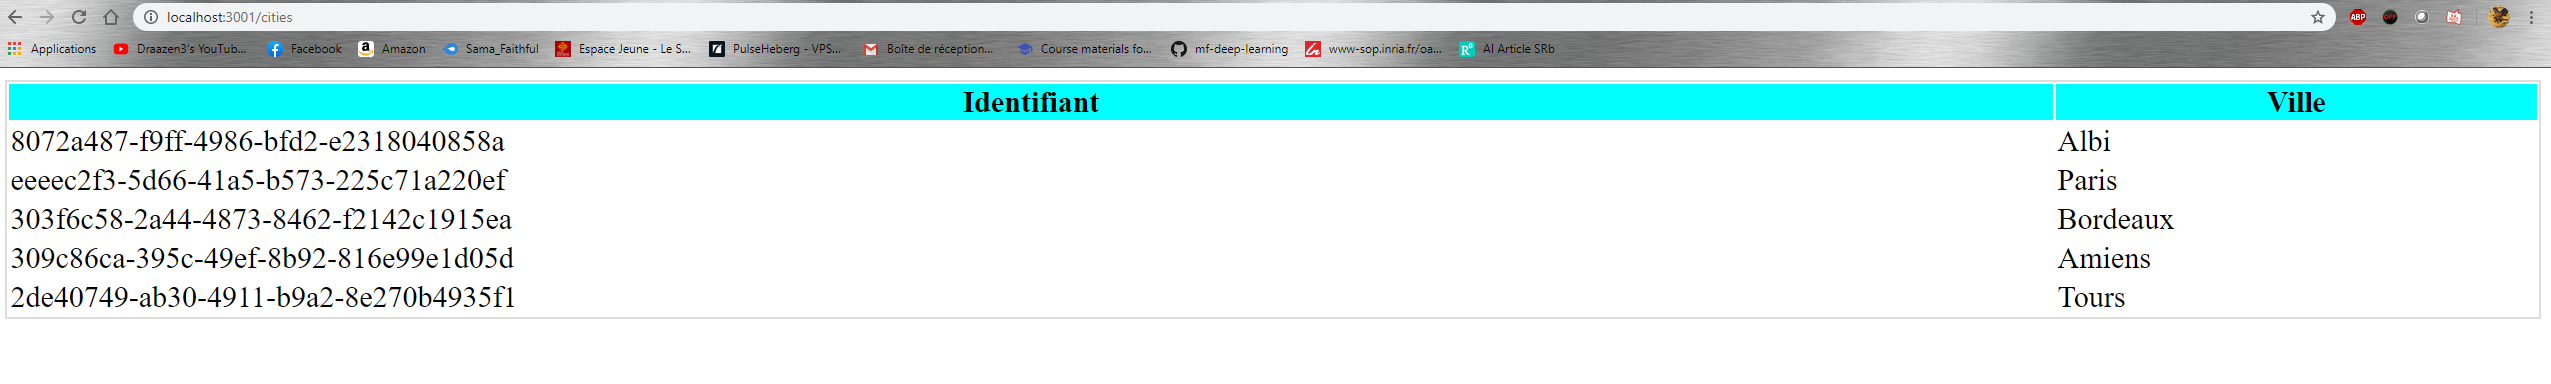 localhost:3001/cities
Applications Draazen3's YouTub... Facebook Amazon Sama_Faithful Espace Jeune - Le S... PulseHeberg - VPS... Boîte de réception... Course materials fo... mf-deep-learning www-sop.inria.fr/oa... AI Article SRb
Identifiant Ville
8072a487-f9ff-4986-bfd2-e2318040858a Albi
eeeec2f3-5d66-41a5-b573-225c71a220ef Paris
303f6c58-2a44-4873-8462-f2142c1915ea Bordeaux
309c86ca-395c-49ef-8b92-816e99e1d05d Amiens
2de40749-ab30-4911-b9a2-8e270b4935f1 Tours